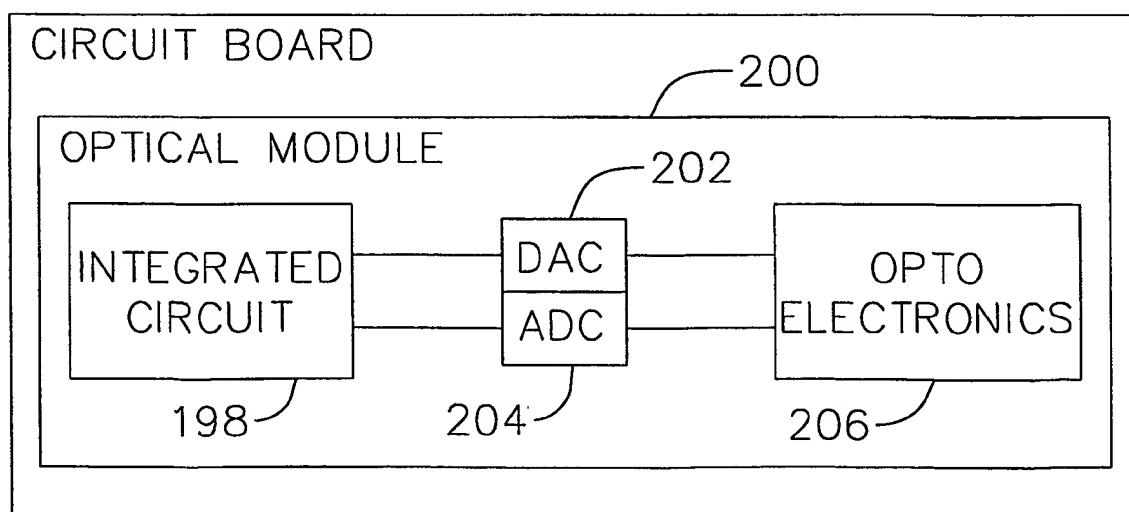 CIRCUIT BOARD
200
OPTICAL MODULE
202
INTEGRATED
CIRCUIT
DAC
ADC
OPTO
ELECTRONICS
198
204
206